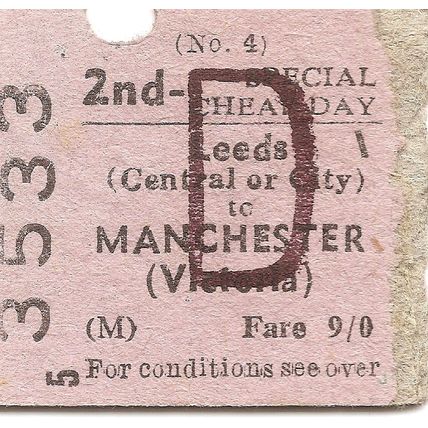 (No. 4)
2nd- SPECIAL
CHEAP DAY
Leeds
(Central or City)
to
MANCHESTER
(Victoria)
(M) Fare 9/0
For conditions see over
D
3533
5